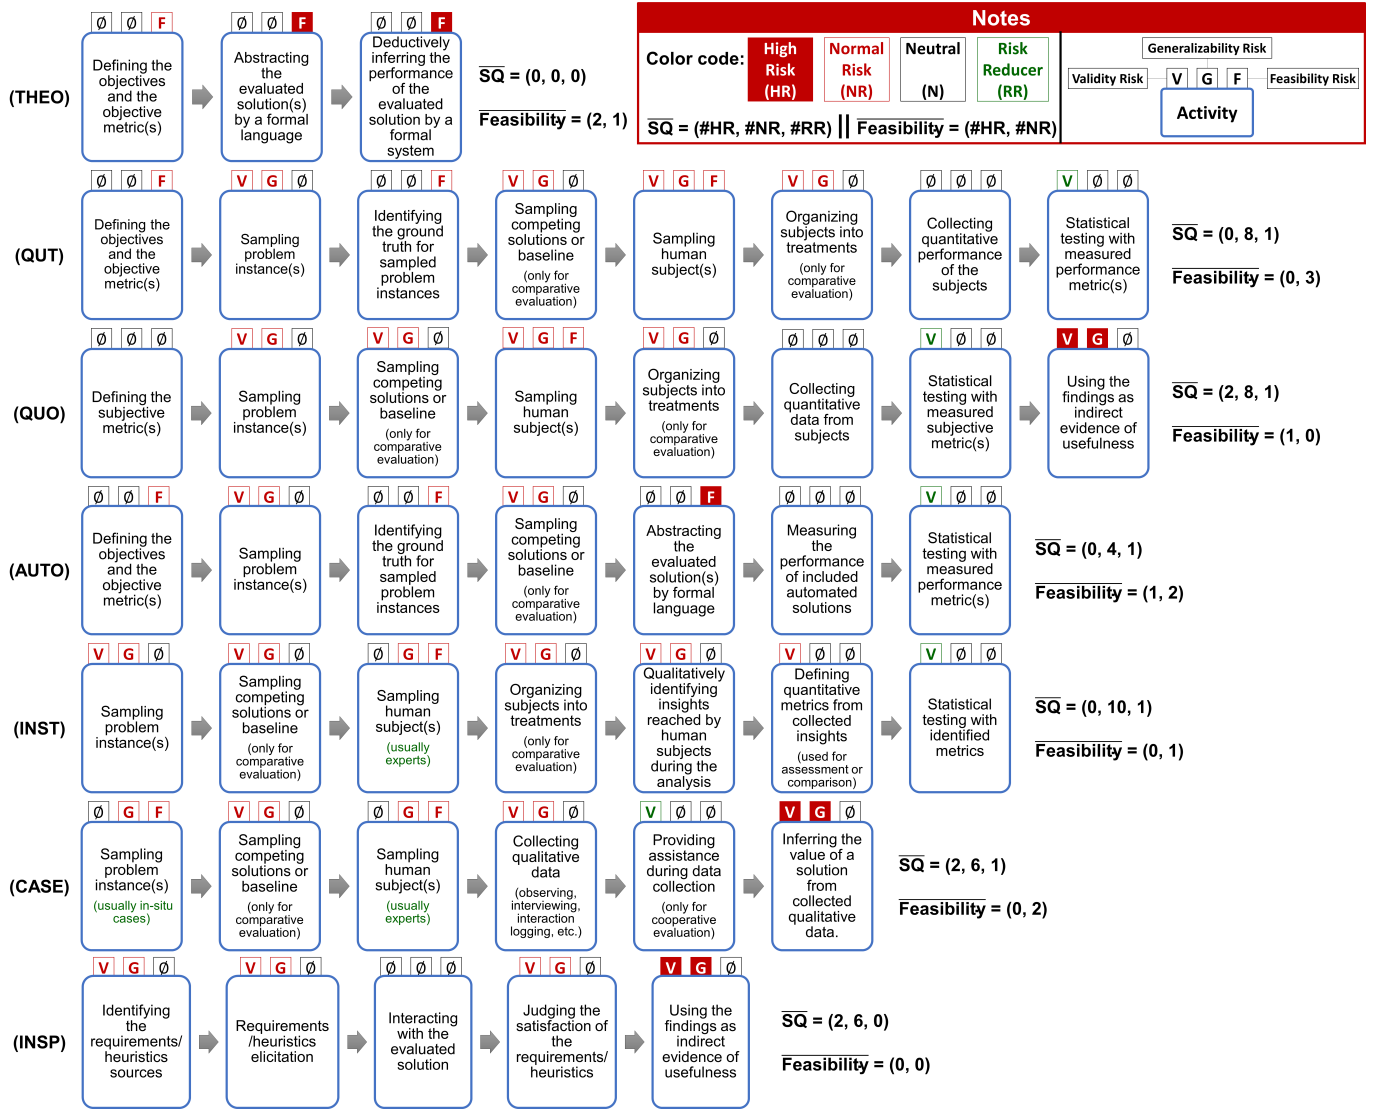 Notes
Color code:
High
Risk
(HR)
Normal
Risk
(NR)
Neutral
(N)
Risk
Reducer
(RR)
SQ = (#HR, #NR, #RR) || Feasibility = (#HR, #NR)
Generalizability Risk
Validity Risk
V G F
Feasibility Risk
Activity
(THEO)
Ø Ø F
Defining the
objectives
and the
objective
metric(s)
Ø Ø F
Abstracting
the
evaluated
solution(s)
by a formal
language
Ø Ø F
Deductively
inferring the
performance
of the
evaluated
solution by a
formal
system
SQ = (0, 0, 0)
Feasibility = (2, 1)
(QUT)
Ø Ø F
Defining the
objectives
and the
objective
metric(s)
V G Ø
Sampling
problem
instance(s)
Ø Ø F
Identifying
the ground
truth for
sampled
problem
instances
V G Ø
Sampling
competing
solutions or
baseline
(only for
comparative
evaluation)
V G F
Sampling
human
subject(s)
V G Ø
Organizing
subjects into
treatments
(only for
comparative
evaluation)
Ø Ø Ø
Collecting
quantitative
performance
of the
subjects
V Ø Ø
Statistical
testing with
measured
performance
metric(s)
SQ = (0, 8, 1)
Feasibility = (0, 3)
(QUO)
Ø Ø Ø
Defining the
subjective
metric(s)
V G Ø
Sampling
problem
instance(s)
V G Ø
Sampling
competing
solutions or
baseline
(only for
comparative
evaluation)
V G F
Sampling
human
subject(s)
V G Ø
Organizing
subjects into
treatments
(only for
comparative
evaluation)
Ø Ø Ø
Collecting
quantitative
data from
subjects
V Ø Ø
Statistical
testing with
measured
subjective
metric(s)
V G Ø
Using the
findings as
indirect
evidence of
usefulness
SQ = (2, 8, 1)
Feasibility = (1, 0)
(AUTO)
Ø Ø F
Defining the
objectives
and the
objective
metric(s)
V G Ø
Sampling
problem
instance(s)
Ø Ø F
Identifying
the ground
truth for
sampled
problem
instances
V G Ø
Sampling
competing
solutions or
baseline
(only for
comparative
evaluation)
Ø Ø F
Abstracting
the
evaluated
solution(s)
by formal
language
Ø Ø Ø
Measuring
the
performance
of included
automated
solutions
V Ø Ø
Statistical
testing with
measured
performance
metric(s)
SQ = (0, 4, 1)
Feasibility = (1, 2)
(INST)
V G Ø
Sampling
problem
instance(s)
V G Ø
Sampling
competing
solutions or
baseline
(only for
comparative
evaluation)
Ø G F
Sampling
human
subject(s)
(usually
experts)
V G Ø
Organizing
subjects into
treatments
(only for
comparative
evaluation)
V G Ø
Qualitatively
identifying
insights
reached by
human
subjects
during the
analysis
V Ø Ø
Defining
quantitative
metrics from
collected
insights
(used for
assessment or
comparison)
V Ø Ø
Statistical
testing with
identified
metrics
SQ = (0, 10, 1)
Feasibility = (0, 1)
(CASE)
Ø G F
Sampling
problem
instance(s)
(usually in-situ
cases)
V G Ø
Sampling
competing
solutions or
baseline
(only for
comparative
evaluation)
Ø G F
Sampling
human
subject(s)
(usually
experts)
V G Ø
Collecting
qualitative
data
(observing,
interviewing,
interaction
logging, etc.)
V Ø Ø
Providing
assistance
during data
collection
(only for
cooperative
evaluation)
V G Ø
Inferring the
value of a
solution
from
collected
qualitative
data.
SQ = (2, 6, 1)
Feasibility = (0, 2)
(INSP)
V G Ø
Identifying
the
requirements/
heuristics
sources
V G Ø
Requirements
/heuristics
elicitation
Ø Ø Ø
Interacting
with the
evaluated
solution
V G Ø
Judging the
satisfaction of
the
requirements/
heuristics
V G Ø
Using the
findings as
indirect
evidence of
usefulness
SQ = (2, 6, 0)
Feasibility = (0, 0)